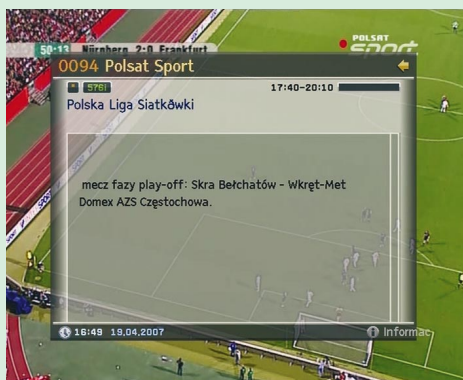 POLSAT
sport
50:13 Nürnberg 2:0 Frankfurt
0094 Polsat Sport
* 576i
17:40-20:10
Polska Liga Siatkówki
mecz fazy play-off: Skra Bełchatów - Wkręt-Met
Domex AZS Częstochowa.
16:49 19.04.2007
i Informac